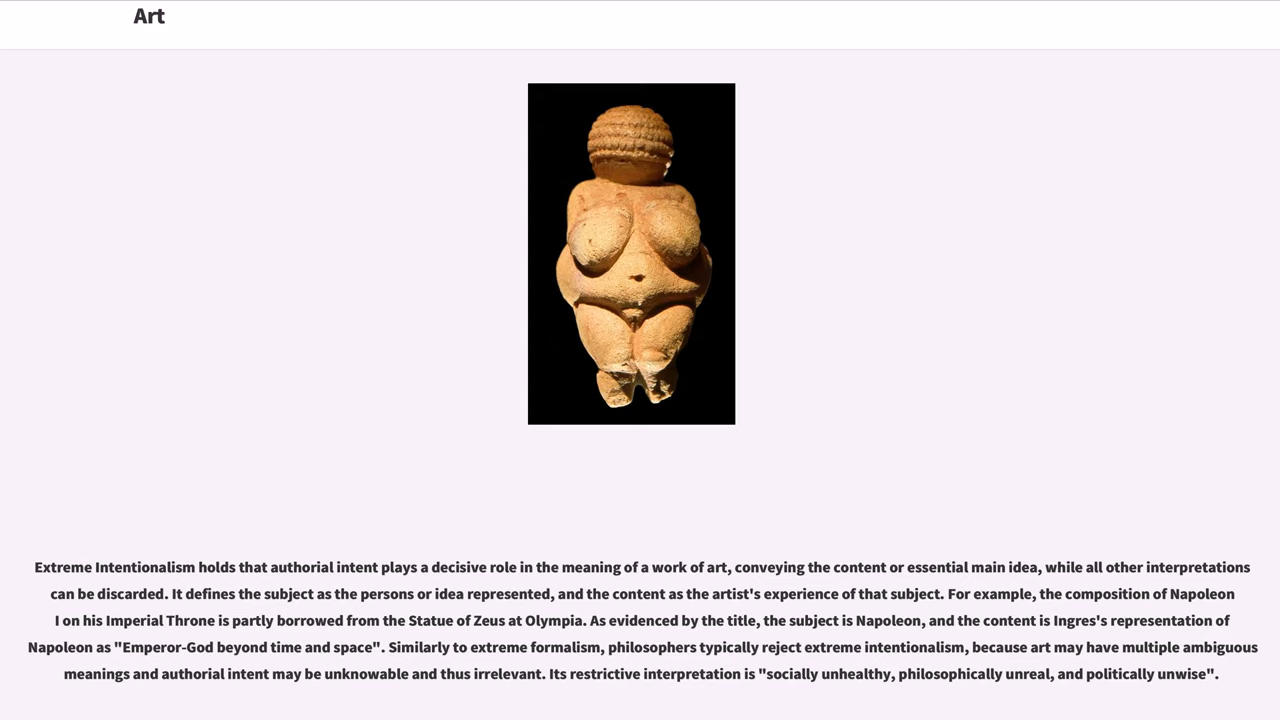 Art
Extreme Intentionalism holds that authorial intent plays a decisive role in the meaning of a work of art, conveying the content or essential main idea, while all other interpretations
can be discarded. It defines the subject as the persons or idea represented, and the content as the artist's experience of that subject. For example, the composition of Napoleon
I on his Imperial Throne is partly borrowed from the Statue of Zeus at Olympia. As evidenced by the title, the subject is Napoleon, and the content is Ingres's representation of
Napoleon as "Emperor-God beyond time and space". Similarly to extreme formalism, philosophers typically reject extreme intentionalism, because art may have multiple ambiguous
meanings and authorial intent may be unknowable and thus irrelevant. Its restrictive interpretation is "socially unhealthy, philosophically unreal, and politically unwise".